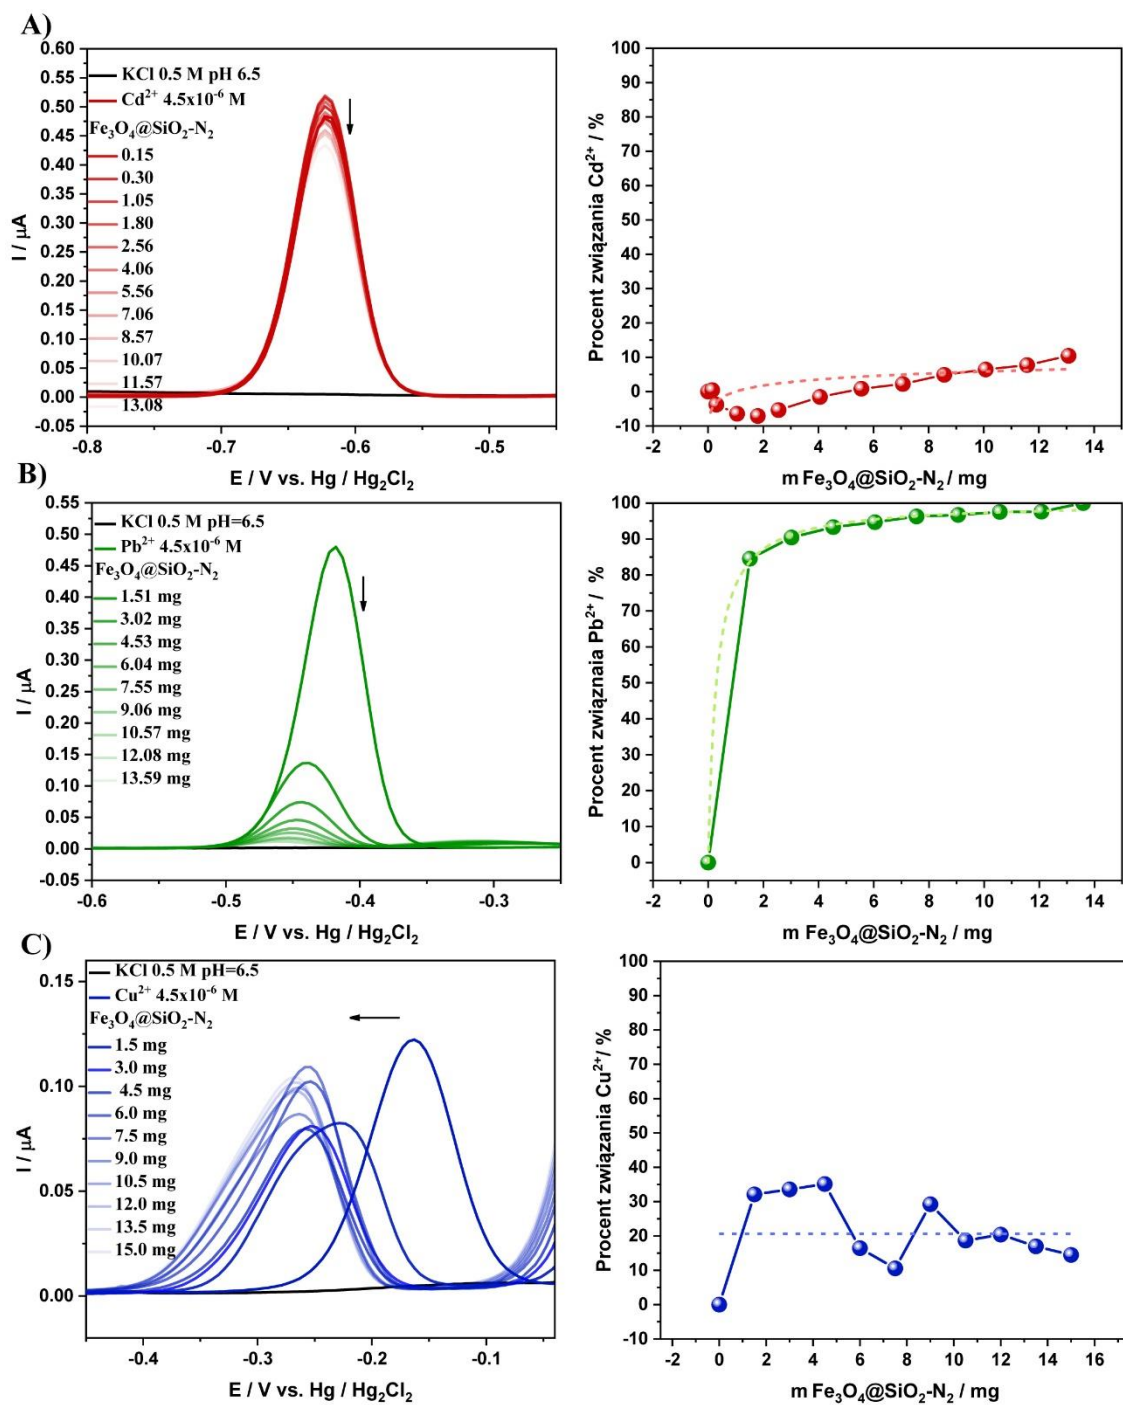 A)
0.60
0.55
0.50
0.45
0.40
0.35
0.30
0.25
0.20
0.15
0.10
0.05
0.00
-0.05
I / μA
KCl 0.5 M pH 6.5
Cd²⁺ 4.5x10⁻⁶ M
Fe₃O₄@SiO₂-N₂
0.15
0.30
1.05
1.80
2.56
4.06
5.56
7.06
8.57
10.07
11.57
13.08
-0.8 -0.7 -0.6 -0.5
E / V vs. Hg / Hg₂Cl₂
100
90
80
70
60
50
40
30
20
10
0
-10
Procent związania Cd²⁺ / %
-2 0 2 4 6 8 10 12 14
m Fe₃O₄@SiO₂-N₂ / mg
B)
0.55
0.50
0.45
0.40
0.35
0.30
0.25
0.20
0.15
0.10
0.05
0.00
-0.05
I / μA
KCl 0.5 M pH=6.5
Pb²⁺ 4.5x10⁻⁶ M
Fe₃O₄@SiO₂-N₂
1.51 mg
3.02 mg
4.53 mg
6.04 mg
7.55 mg
9.06 mg
10.57 mg
12.08 mg
13.59 mg
-0.6 -0.5 -0.4 -0.3
E / V vs. Hg / Hg₂Cl₂
100
90
80
70
60
50
40
30
20
10
0
-10
Procent związnaia Pb²⁺ / %
-2 0 2 4 6 8 10 12 14
m Fe₃O₄@SiO₂-N₂ / mg
C)
0.15
0.10
0.05
0.00
I / μA
KCl 0.5 M pH=6.5
Cu²⁺ 4.5x10⁻⁶ M
Fe₃O₄@SiO₂-N₂
1.5 mg
3.0 mg
4.5 mg
6.0 mg
7.5 mg
9.0 mg
10.5 mg
12.0 mg
13.5 mg
15.0 mg
-0.4 -0.3 -0.2 -0.1
E / V vs. Hg / Hg₂Cl₂
100
90
80
70
60
50
40
30
20
10
0
-10
Procent związania Cu²⁺/ %
-2 0 2 4 6 8 10 12 14 16
m Fe₃O₄@SiO₂-N₂ / mg